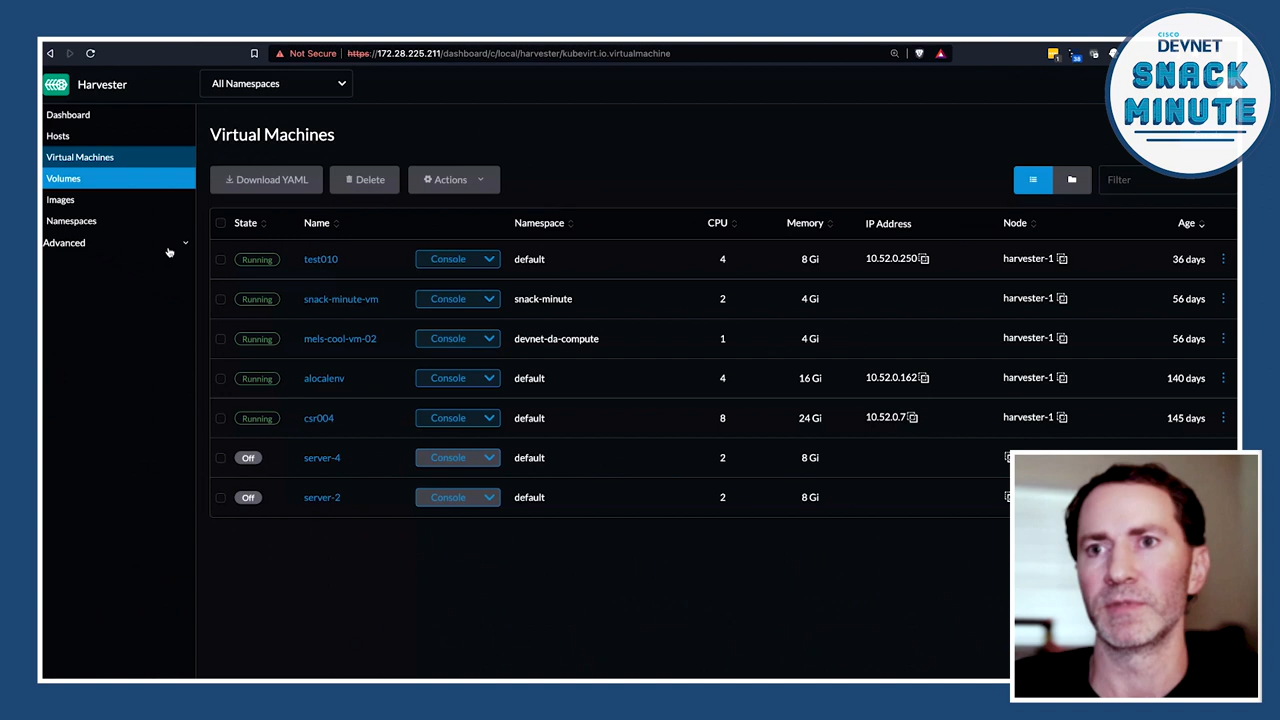 Not Secure https://172.28.225.211/dashboard/c/local/harvester/kubevirt.io.virtualmachine
CISCO
DEVNET
SNACK
MINUTE
Harvester
All Namespaces
Dashboard
Hosts
Virtual Machines
Volumes
Images
Namespaces
Advanced
Virtual Machines
Download YAML Delete Actions Filter
State Name Namespace CPU Memory IP Address Node Age
Running test010 Console default 4 8 Gi 10.52.0.250 harvester-1 36 days
Running snack-minute-vm Console snack-minute 2 4 Gi harvester-1 56 days
Running mels-cool-vm-02 Console devnet-da-compute 1 4 Gi harvester-1 56 days
Running alocalenv Console default 4 16 Gi 10.52.0.162 harvester-1 140 days
Running csr004 Console default 8 24 Gi 10.52.0.7 harvester-1 145 days
Off server-4 Console default 2 8 Gi
Off server-2 Console default 2 8 Gi